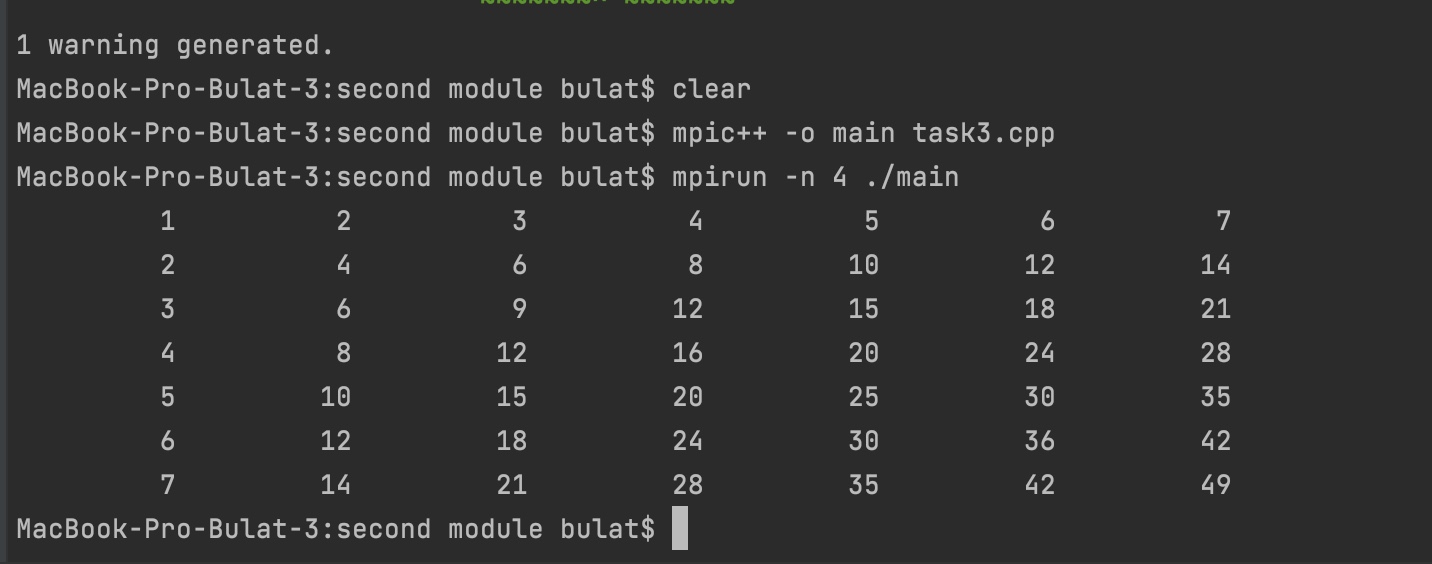 1 warning generated.
MacBook-Pro-Bulat-3:second module bulat$ clear
MacBook-Pro-Bulat-3:second module bulat$ mpic++ -o main task3.cpp
MacBook-Pro-Bulat-3:second module bulat$ mpirun -n 4 ./main
1 2 3 4 5 6 7
2 4 6 8 10 12 14
3 6 9 12 15 18 21
4 8 12 16 20 24 28
5 10 15 20 25 30 35
6 12 18 24 30 36 42
7 14 21 28 35 42 49
MacBook-Pro-Bulat-3:second module bulat$